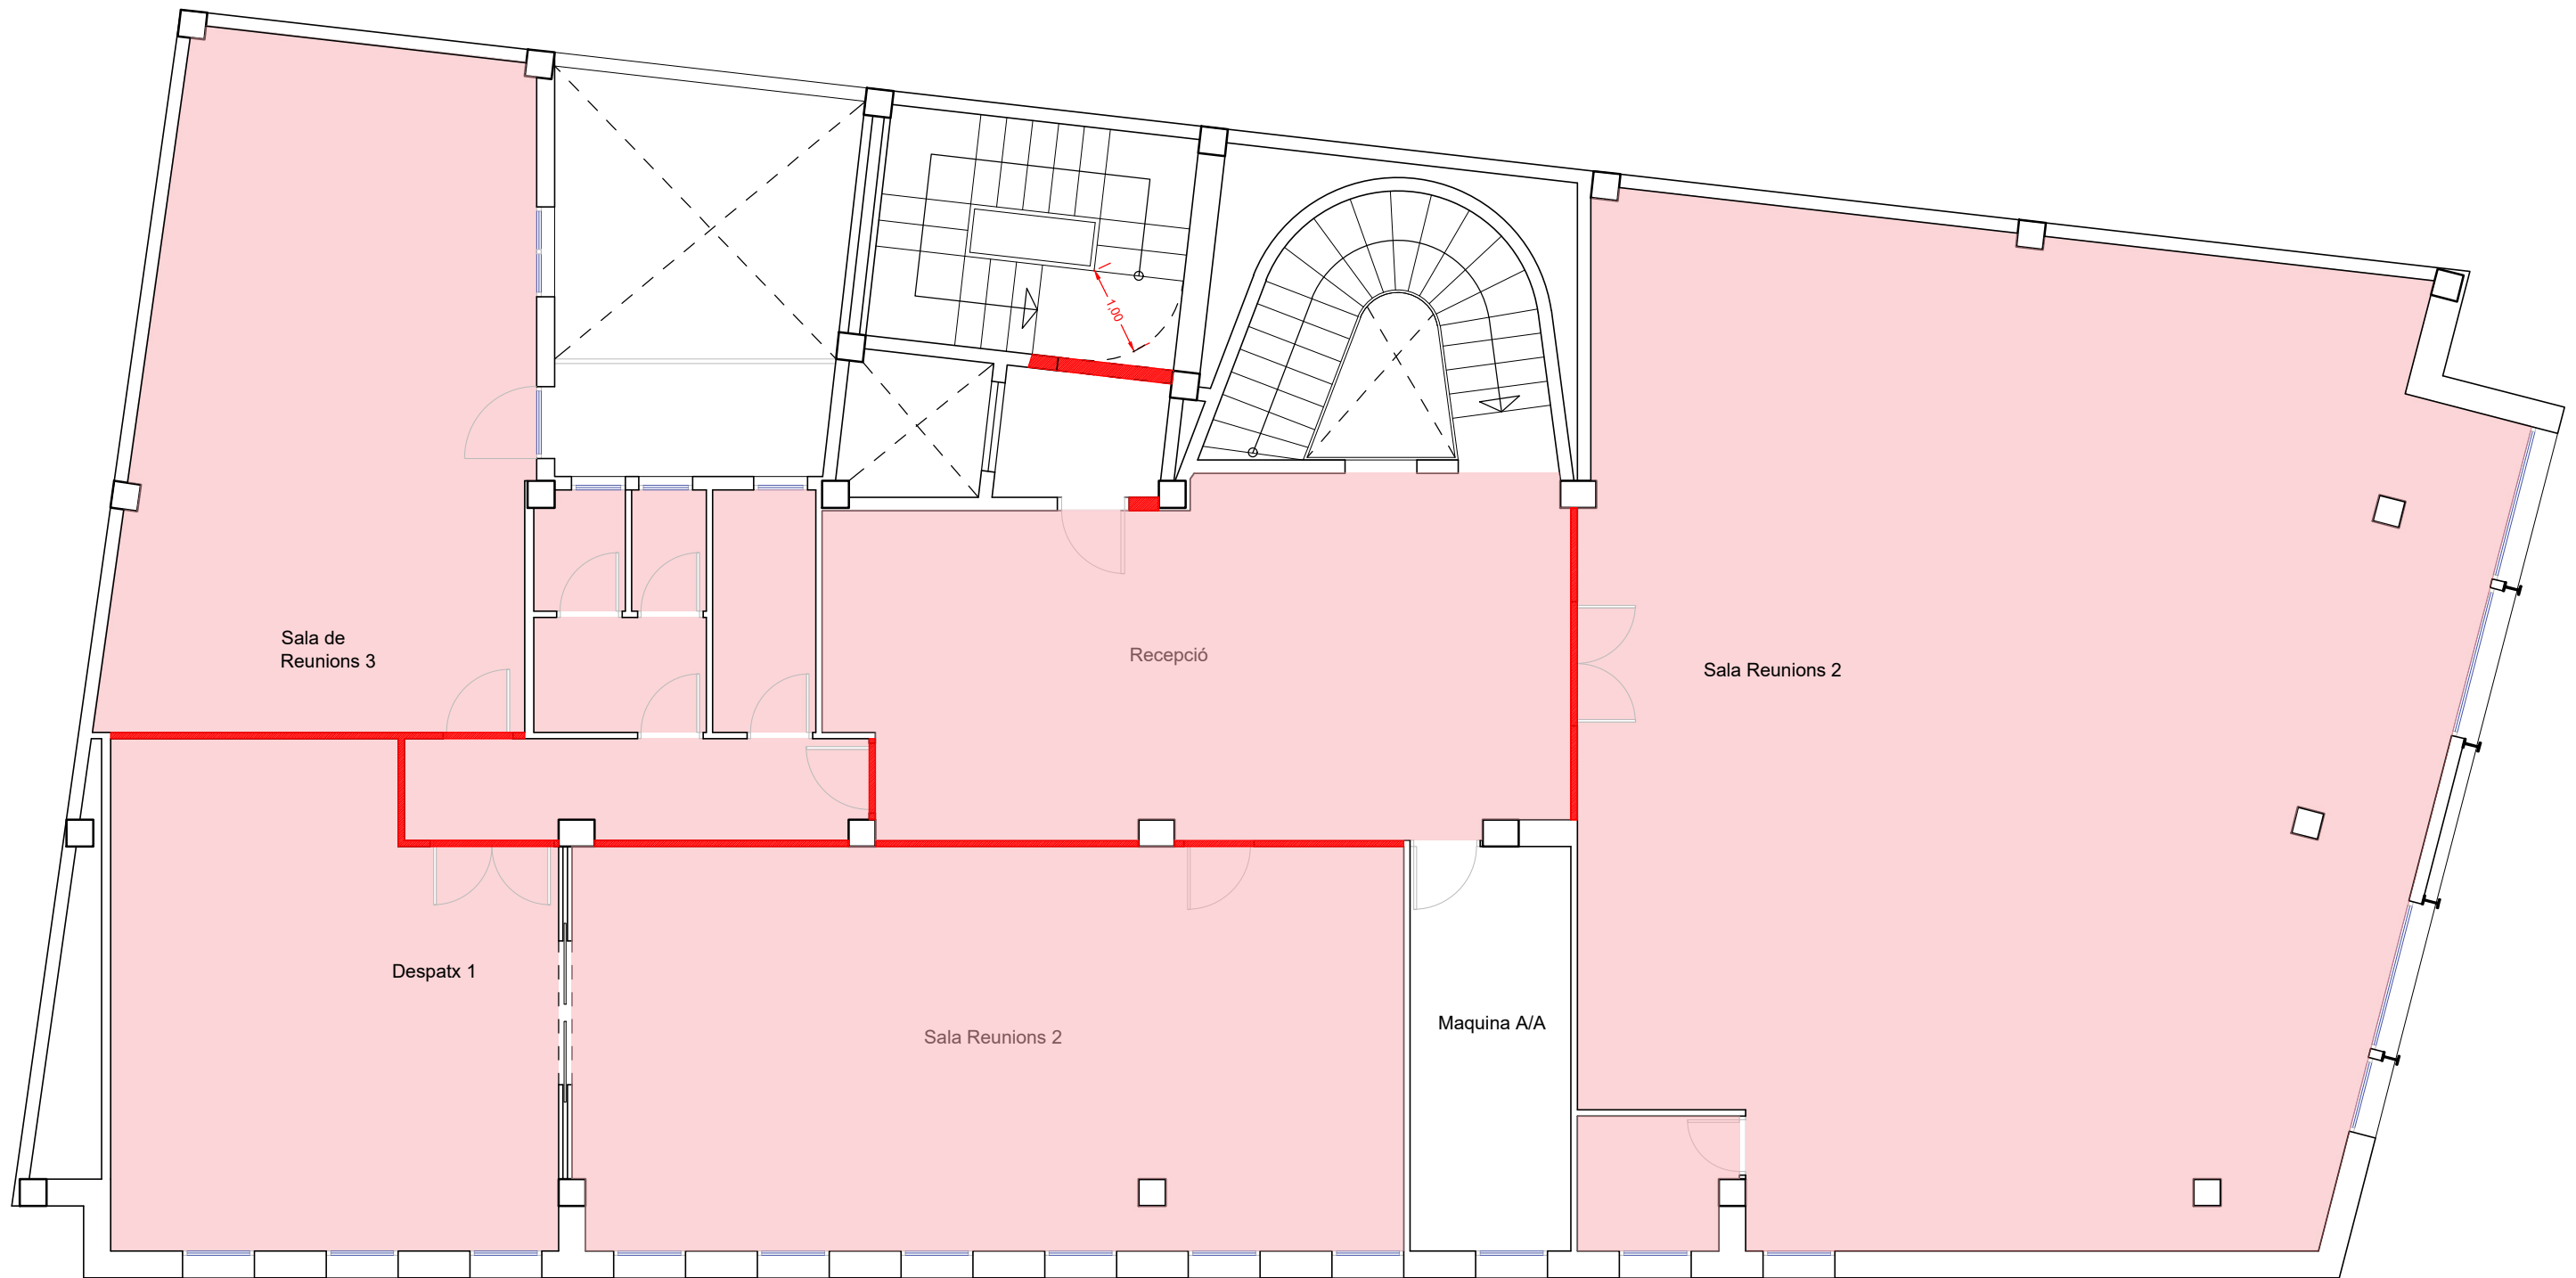 1,00
Sala de
Reunions 3
Recepció
Sala Reunions 2
Despatx 1
Sala Reunions 2
Maquina A/A